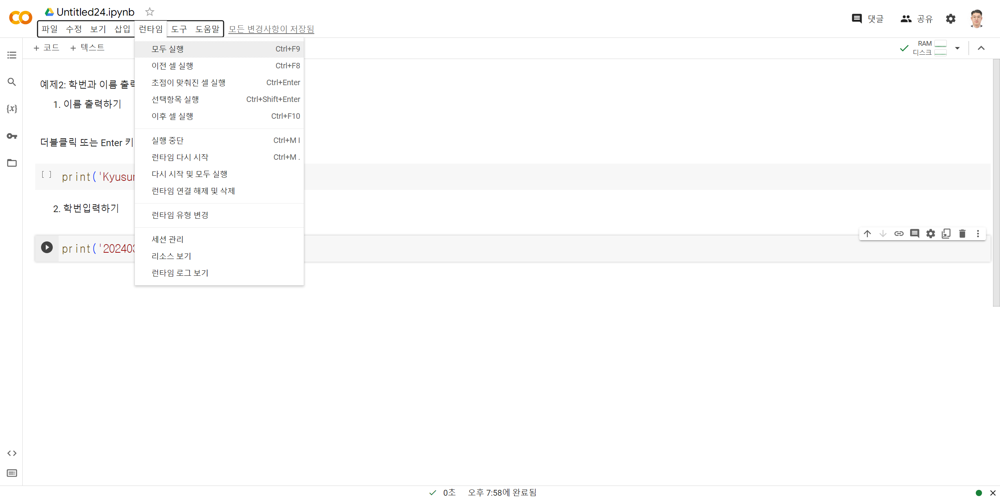 Untitled24.ipynb
파일 수정 보기 삽입 런타임 도구 도움말 모든 변경사항이 저장됨
댓글 공유
+ 코드 + 텍스트
RAM
디스크
모두 실행 Ctrl+F9
이전 셀 실행 Ctrl+F8
초점이 맞춰진 셀 실행 Ctrl+Enter
선택항목 실행 Ctrl+Shift+Enter
이후 셀 실행 Ctrl+F10
실행 중단 Ctrl+M I
런타임 다시 시작 Ctrl+M .
다시 시작 및 모두 실행
런타임 연결 해제 및 삭제
런타임 유형 변경
세션 관리
리소스 보기
런타임 로그 보기
예제2: 학번과 이름
1. 이름 출력하기
더블클릭 또는 Enter 키
[ ] print('Kyusu
2. 학번입력하기
print('20240
{x}
0초 오후 7:58에 완료됨